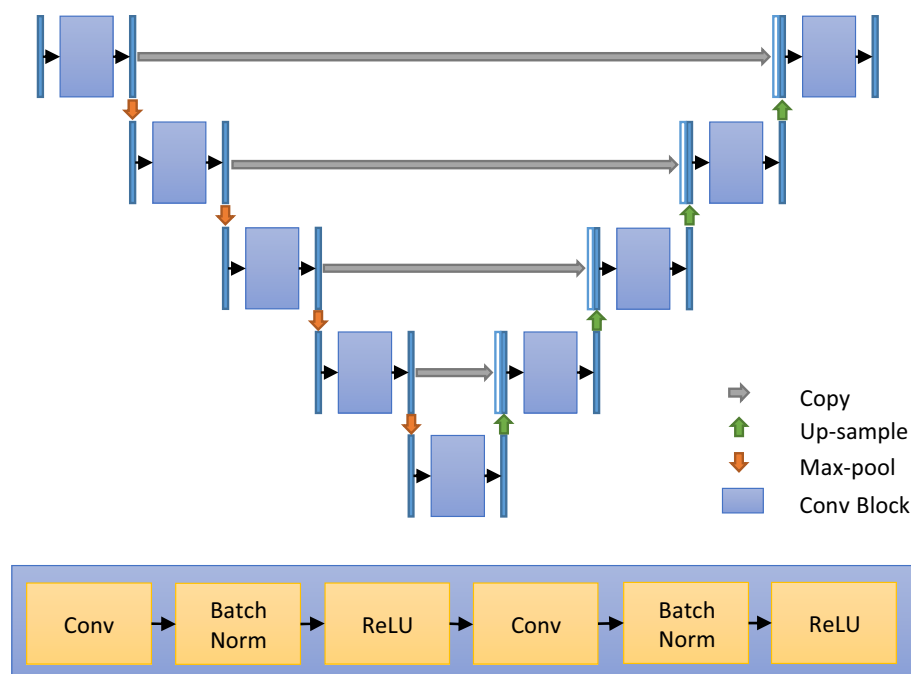 Copy
Up-sample
Max-pool
Conv Block
Conv
Batch
Norm
ReLU
Conv
Batch
Norm
ReLU